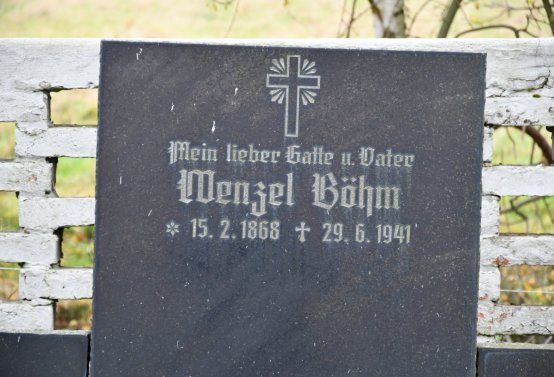 Mein lieber Gatte u. Vater
Wenzel Böhm
* 15. 2. 1868 ✝ 29. 6. 1941